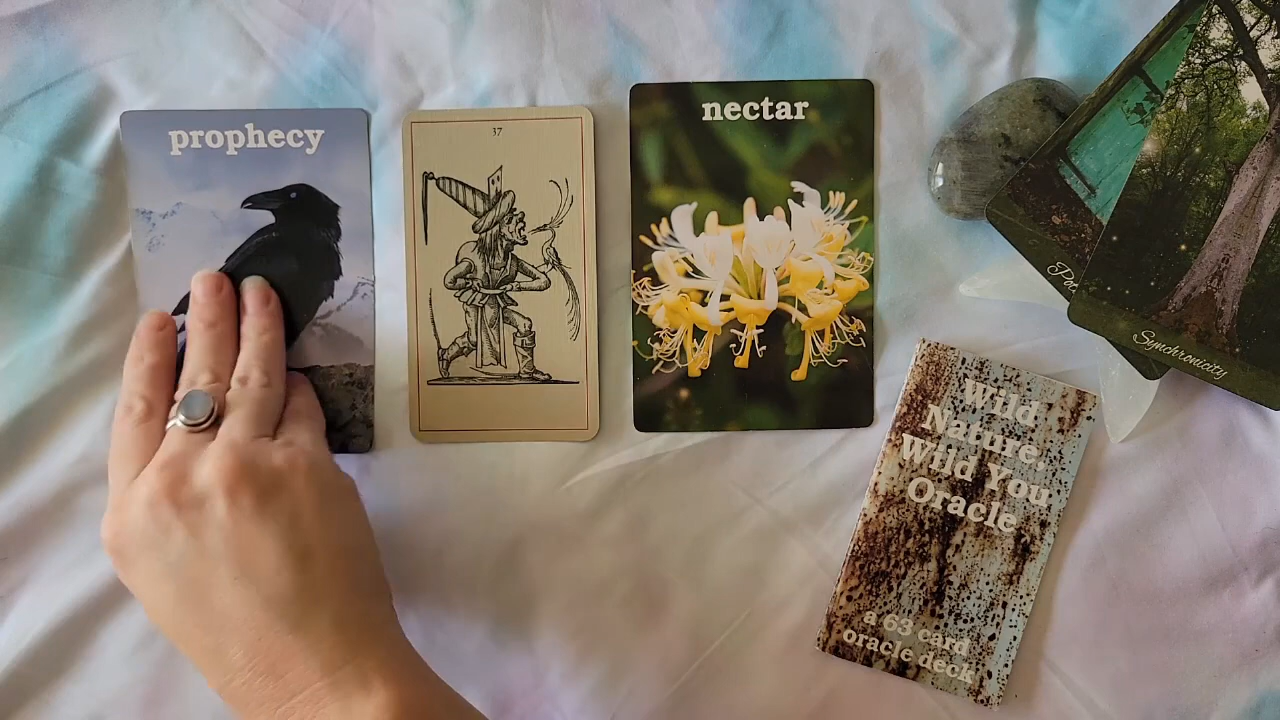 prophecy
37
nectar
Synchronicity
Wild
Nature.
Wild You
Oracle
a 63 card
oracle deck